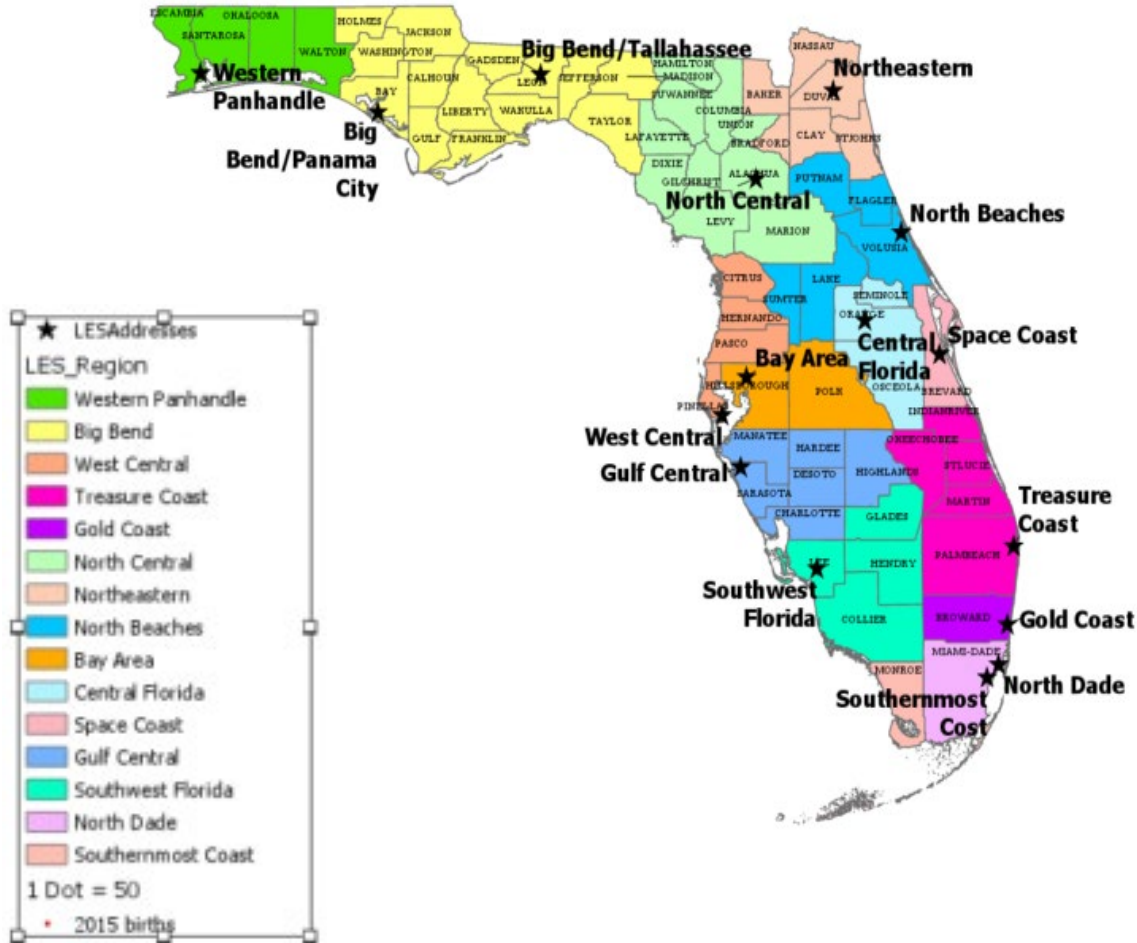 ESCAMBIA
OHALOOSA
SANTAROSA
WALTON
HOLMES
JACKSON
WASHINGTON
BAY
CALHOUN
GULF
LIBERTY
FRANKLIN
GADSDEN
LEON
WAKULLA
JEFFERSON
TAYLOR
HAMILTON
MADISON
SUWANNEE
COLUMBIA
UNION
LAFAYETTE
BRADFORD
DIXIE
GILCHRIST
ALACHUA
LEVY
MARION
NASSAU
BAKER
DUVAL
CLAY
STJOHNS
PUTNAM
FLAGLER
VOLUSIA
LAKE
SUMTER
CITRUS
HERNANDO
PASCO
PINELLAS
HILLSBOROUGH
POLK
SEMINOLE
ORANGE
OSCEOLA
BREVARD
INDIANRIVER
OKEECHOBEE
STLUCIE
MARTIN
MANATEE
HARDEE
DESOTO
HIGHLANDS
SARASOTA
CHARLOTTE
GLADES
LEE
HENDRY
COLLIER
PALMBEACH
BROWARD
MIAMI-DADE
MONROE
Western
Panhandle
Big
Bend/Panama
City
Big Bend/Tallahassee
Northeastern
North Central
North Beaches
Space Coast
Central
Florida
Bay Area
West Central
Gulf Central
Treasure
Coast
Southwest
Florida
Gold Coast
North Dade
Southernmost
Cost
LESAddresses
LES_Region
Western Panhandle
Big Bend
West Central
Treasure Coast
Gold Coast
North Central
Northeastern
North Beaches
Bay Area
Central Florida
Space Coast
Gulf Central
Southwest Florida
North Dade
Southernmost Coast
1 Dot = 50
2015 births